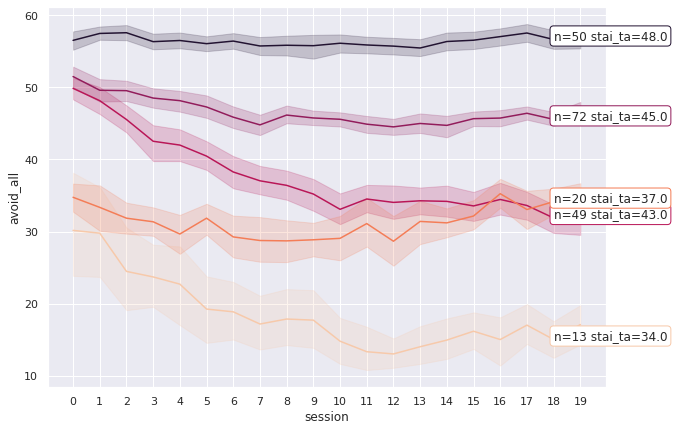 60
50
40
30
20
10
avoid_all
n=50 stai_ta=48.0
n=72 stai_ta=45.0
n=20 stai_ta=37.0
n=49 stai_ta=43.0
n=13 stai_ta=34.0
0 1 2 3 4 5 6 7 8 9 10 11 12 13 14 15 16 17 18 19
session